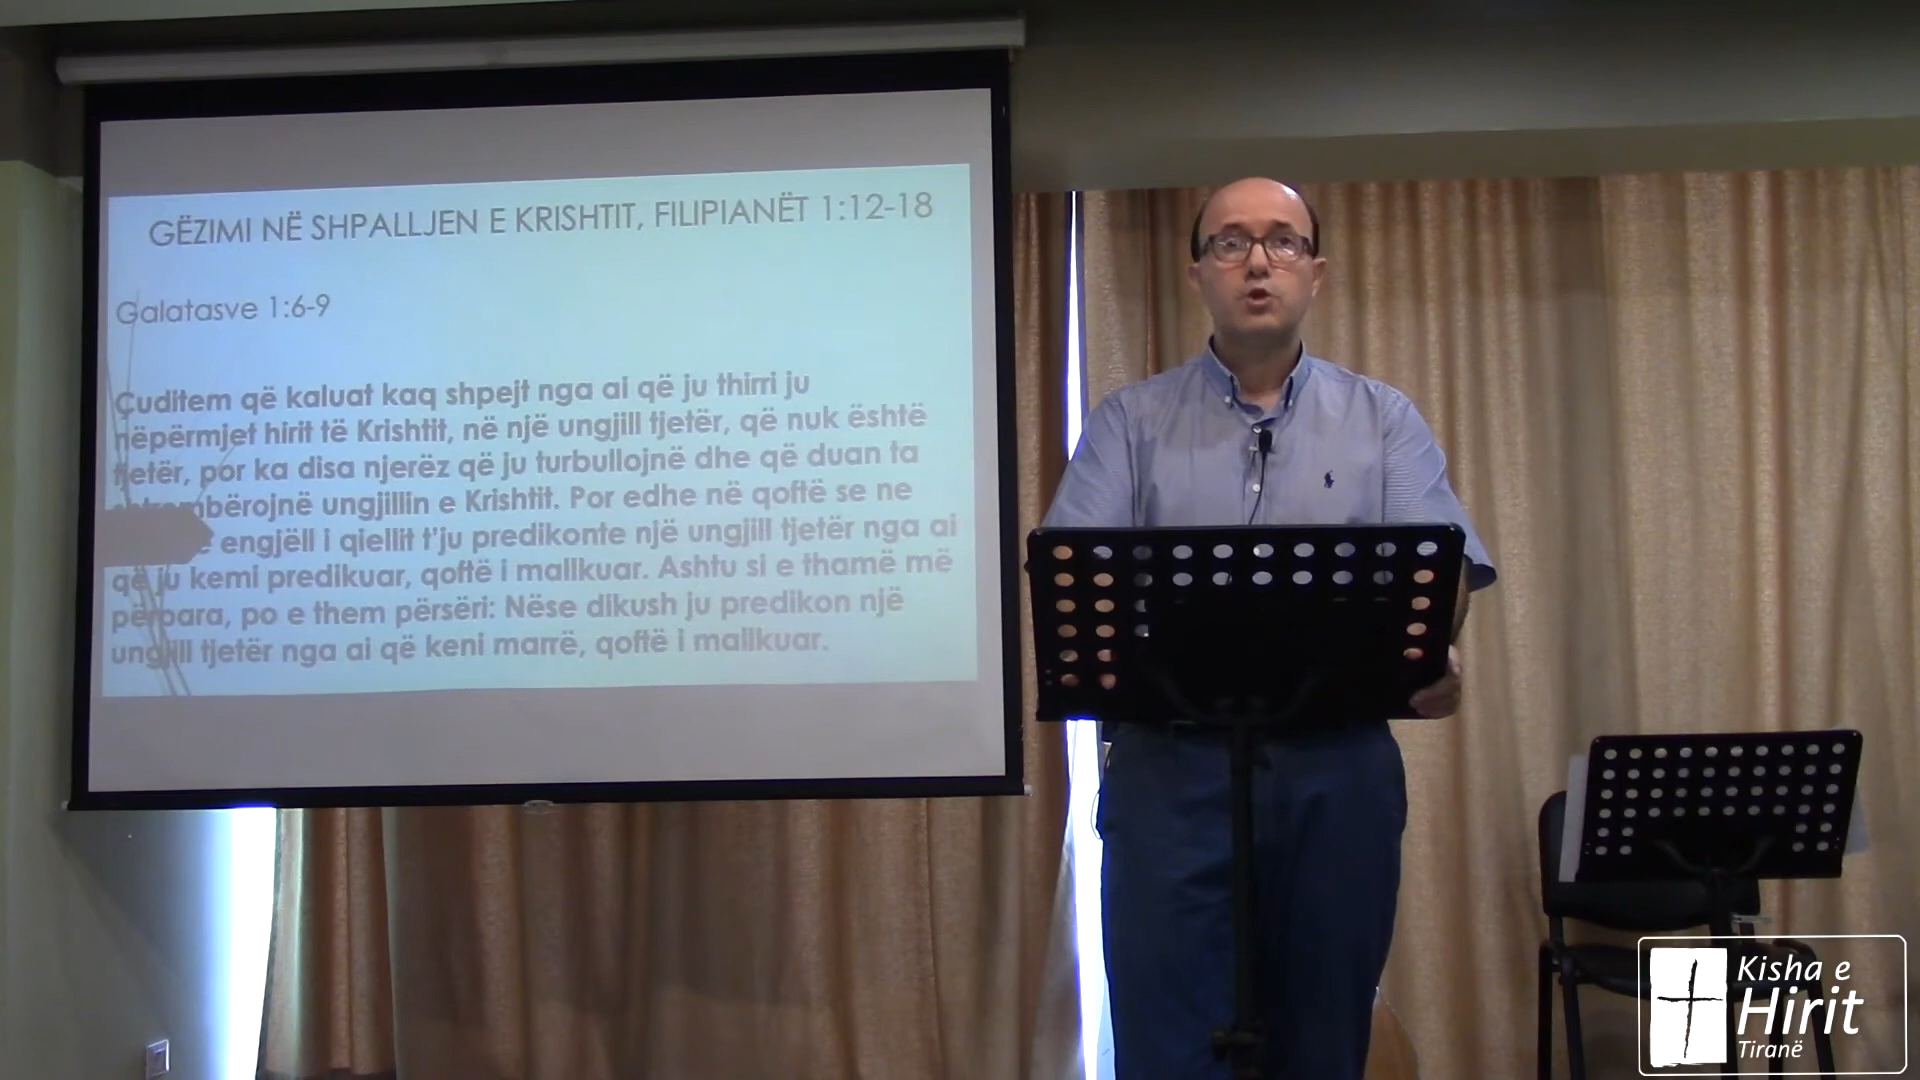 GËZIMI NË SHPALLJEN E KRISHTIT, FILIPIANËT 1:12-18
Galatasve 1:6-9
Çuditem që kaluat kaq shpejt nga ai që ju thirri ju
nëpërmjet hirit të Krishtit, në një ungjill tjetër, që nuk është
tjetër, por ka disa njerëz që ju turbullojnë dhe që duan ta
ungjillin e Krishtit. Por edhe në qoftë se ne
engjëll i qiellit t'ju predikonte një ungjill tjetër nga ai
që ju kemi predikuar, qoftë i mallkuar. Ashtu si e thamë më
përpara, po e them përsëri: Nëse dikush ju predikon një
ungjill tjetër nga ai që keni marrë, qoftë i mallkuar.
Kisha e
Hirit
Tiranë